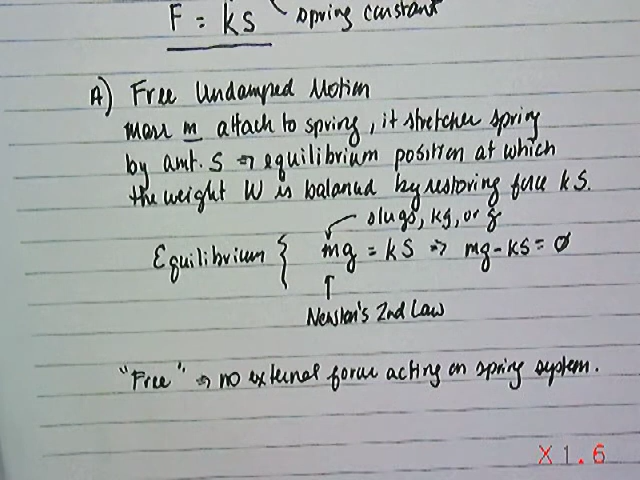 F = ks spring constant
A) Free Undamped Motion
mass m attach to spring, it stretches spring
by amt. s ⇒ equilibrium position at which
the weight W is balanced by restoring force ks.
slugs, kg, or g
Equilibrium { mg = ks ⇒ mg - ks = 0
Newton's 2nd Law
"Free" ⇒ no external force acting on spring system.
X1.6